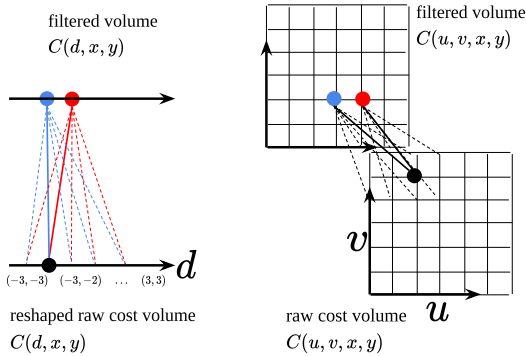 filtered volume
C(d, x, y)
d
(−3,−3) (−3,−2) ... (3,3)
reshaped raw cost volume
C(d, x, y)
filtered volume
C(u, v, x, y)
v
u
raw cost volume
C(u, v, x, y)